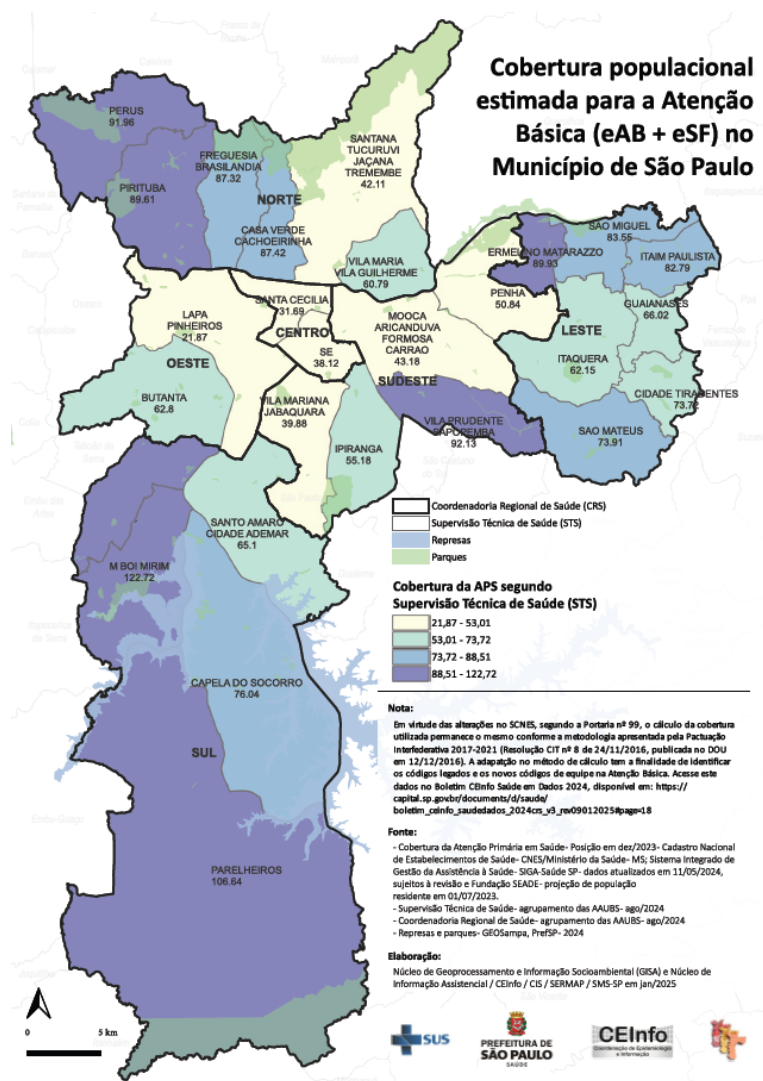 Cobertura populacional
estimada para a Atenção
Básica (eAB + eSF) no
Município de São Paulo
PERUS
91.96
PIRITUBA
89.61
FREGUESIA
BRASILANDIA
87.32
NORTE
CASA VERDE
CACHOEIRINHA
87.42
SANTANA
TUCURUVI
JAÇANA
TREMEMBE
42.11
VILA MARIA
VILA GUILHERME
60.79
ERMELINO MATARAZZO
89.93
SAO MIGUEL
83.55
ITAIM PAULISTA
82.79
PENHA
50.84
GUAIANASES
66.02
LESTE
ITAQUERA
62.15
CIDADE TIRADENTES
73.72
SAO MATEUS
73.91
LAPA
PINHEIROS
21.87
OESTE
BUTANTA
62.8
SANTA CECILIA
31.69
CENTRO
SE
38.12
MOOCA
ARICANDUVA
FORMOSA
CARRAO
43.18
SUDESTE
VILA PRUDENTE
SAPOPEMBA
92.13
VILA MARIANA
JABAQUARA
39.88
IPIRANGA
55.18
SANTO AMARO
CIDADE ADEMAR
65.1
M BOI MIRIM
122.72
CAPELA DO SOCORRO
76.04
SUL
PARELHEIROS
106.64
Coordenadoria Regional de Saúde (CRS)
Supervisão Técnica de Saúde (STS)
Represas
Parques
Cobertura da APS segundo
Supervisão Técnica de Saúde (STS)
21,87 - 53,01
53,01 - 73,72
73,72 - 88,51
88,51 - 122,72
Nota:
Em virtude das alterações no SCNES, segundo a Portaria nº 99, o cálculo da cobertura
utilizada permanece o mesmo conforme a metodologia apresentada pela Pactuação
Interfederativa 2017-2021 (Resolução CIT nº 8 de 24/11/2016, publicada no DOU
em 12/12/2016). A adapatção no método de cálculo tem a finalidade de identificar
os códigos legados e os novos códigos de equipe na Atenção Básica. Acesse este
dados no Boletim CEInfo Saúde em Dados 2024, disponível em: https://
capital.sp.gov.br/documents/d/saude/
boletim_ceinfo_saudedados_2024crs_v3_rev09012025#page=18
Fonte:
- Cobertura da Atenção Primária em Saúde- Posição em dez/2023- Cadastro Nacional
de Estabelecimentos de Saúde- CNES/Ministério da Saúde- MS; Sistema Integrado de
Gestão da Assistência à Saúde- SIGA-Saúde SP- dados atualizados em 11/05/2024,
sujeitos à revisão e Fundação SEADE- projeção de população
residente em 01/07/2023.
- Supervisão Técnica de Saúde- agrupamento das AAUBS- ago/2024
- Coordenadoria Regional de Saúde- agrupamento das AAUBS- ago/2024
- Represas e parques- GEOSampa, PrefSP- 2024
Elaboração:
Núcleo de Geoprocessamento e Informação Socioambiental (GISA) e Núcleo de
Informação Assistencial / CEInfo / CIS / SERMAP / SMS-SP em jan/2025
0 5 km
SUS
PREFEITURA DE
SÃO PAULO
SAÚDE
CEInfo
Coordenação de Epidemiologia
e Informação